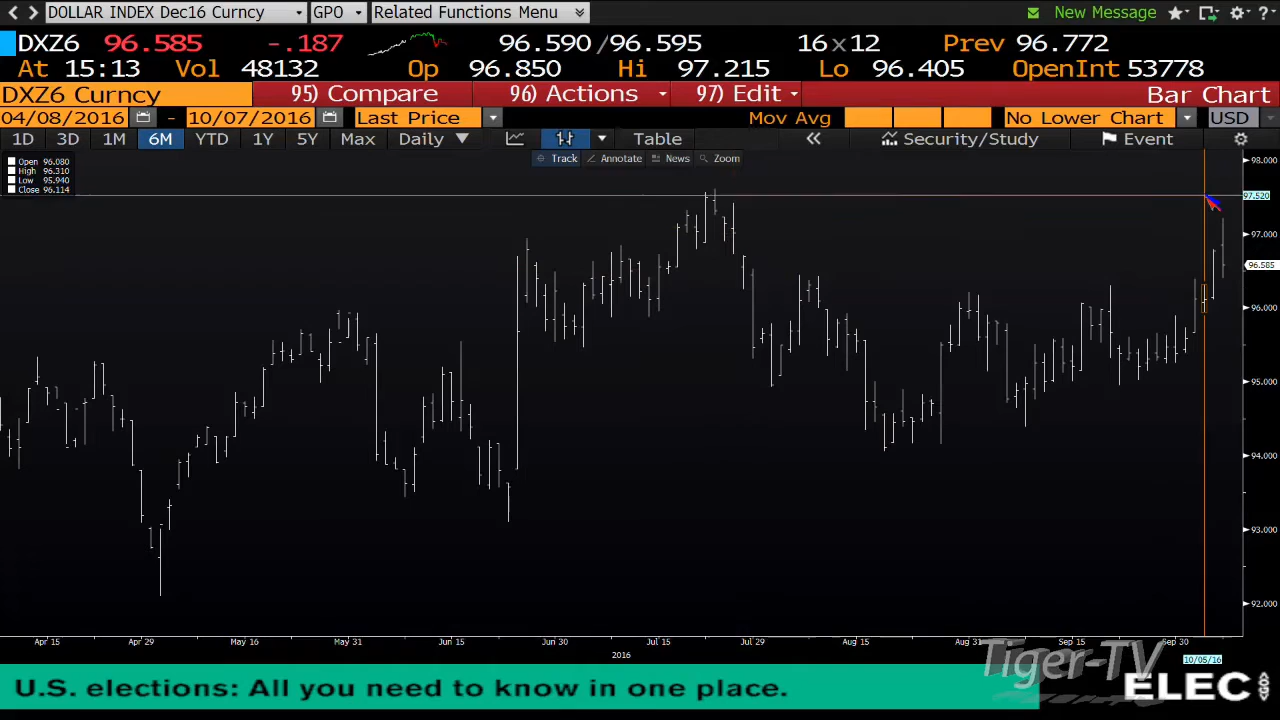 DOLLAR INDEX Dec16 Curncy GPO Related Functions Menu New Message
DXZ6 96.585 -.187 96.590/96.595 16x12 Prev 96.772
At 15:13 Vol 48132 Op 96.850 Hi 97.215 Lo 96.405 OpenInt 53778
DXZ6 Curncy 95) Compare 96) Actions 97) Edit Bar Chart
04/08/2016 - 10/07/2016 Last Price Mov Avg No Lower Chart USD
1D 3D 1M 6M YTD 1Y 5Y Max Daily Table Security/Study Event
Track Annotate News Zoom
Open 96.080
High 96.310
Low 95.940
Close 96.114
98.000
97.520
97.000
96.585
96.000
95.000
94.000
93.000
92.000
Apr 15 Apr 29 May 16 May 31 Jun 15 Jun 30 Jul 15 Jul 29 Aug 15 Aug 31 Sep 15 Sep 30
2016
10/05/16
Tiger-TV
U.S. elections: All you need to know in one place.
ELEC